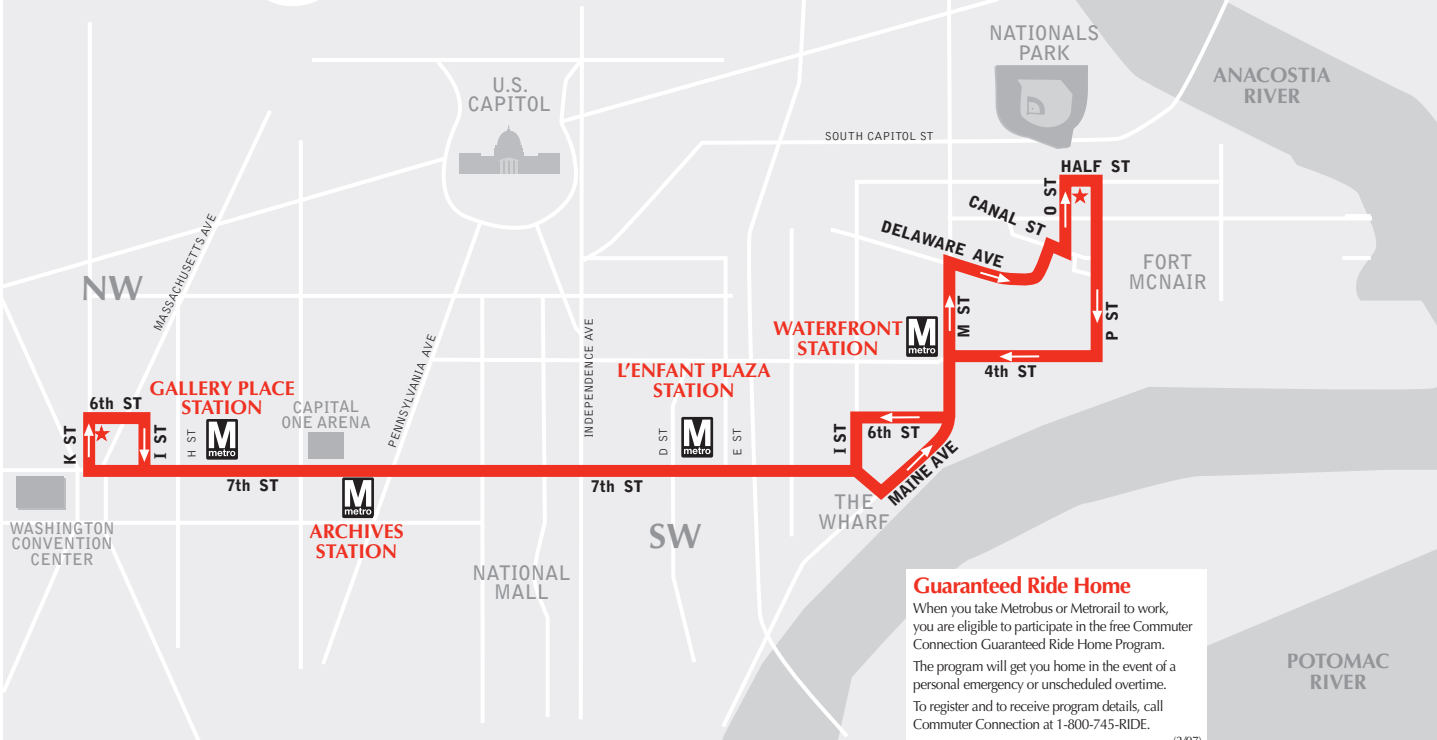 NATIONALS
PARK
ANACOSTIA
RIVER
U.S.
CAPITOL
SOUTH CAPITOL ST
HALF ST
O ST
CANAL ST
DELAWARE AVE
FORT
MCNAIR
MASSACHUSETTS AVE
NW
M ST
P ST
WATERFRONT
STATION
M
metro
4th ST
INDEPENDENCE AVE
PENNSYLVANIA AVE
L'ENFANT PLAZA
STATION
GALLERY PLACE
STATION
6th ST
CAPITAL
ONE ARENA
K ST
I ST
H ST
M
metro
D ST
M
metro
E ST
I ST
6th ST
MAINE AVE
7th ST
M
metro
7th ST
THE
WHARF
WASHINGTON
CONVENTION
CENTER
ARCHIVES
STATION
SW
NATIONAL
MALL
Guaranteed Ride Home
When you take Metrobus or Metrorail to work,
you are eligible to participate in the free Commuter
Connection Guaranteed Ride Home Program.
The program will get you home in the event of a
personal emergency or unscheduled overtime.
To register and to receive program details, call
Commuter Connection at 1-800-745-RIDE.
POTOMAC
RIVER